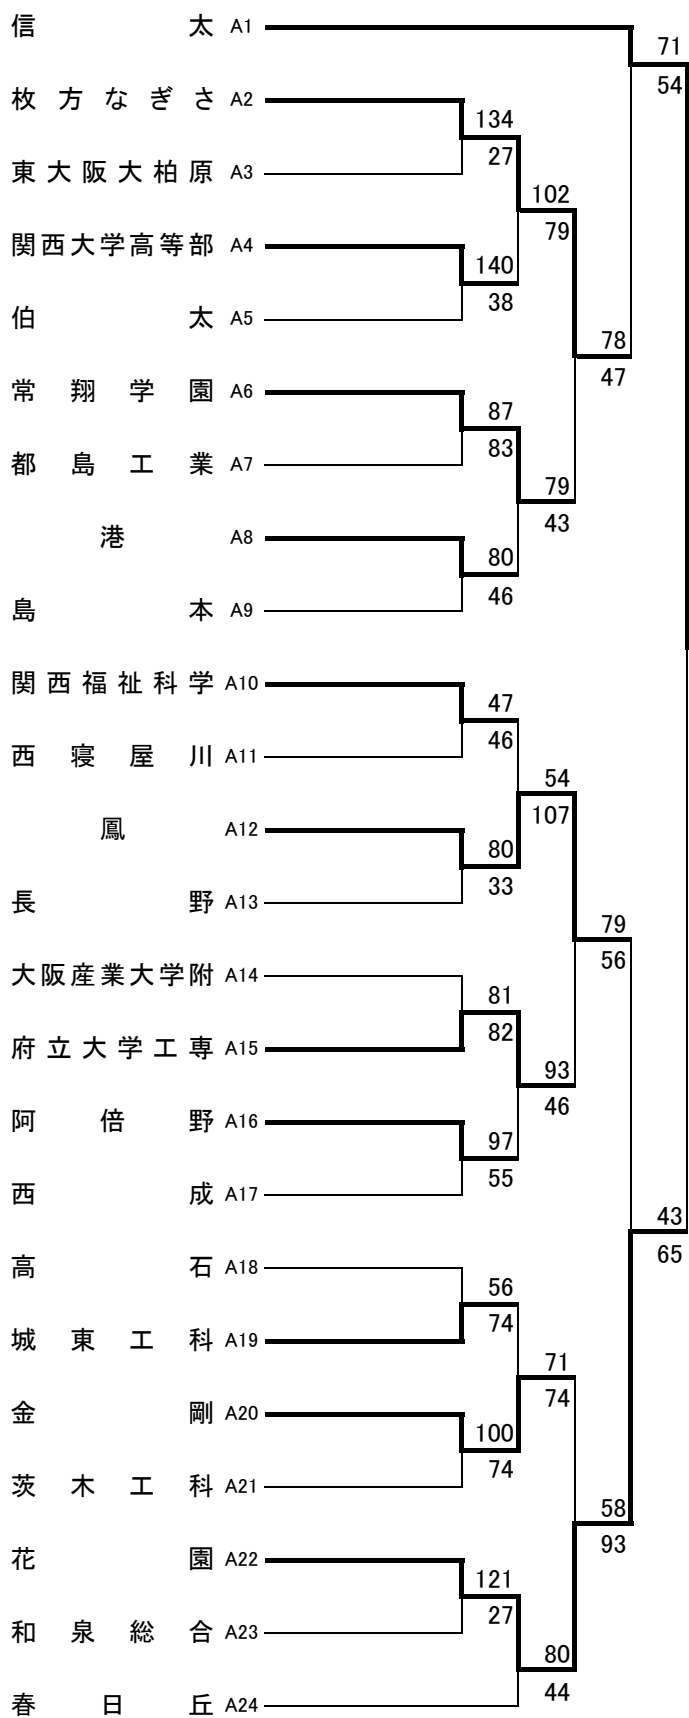 信太 A1
71
54
枚方なぎさ A2
134
27
東大阪大柏原 A3
102
79
関西大学高等部 A4
140
38
伯太 A5
78
47
常翔学園 A6
87
83
都島工業 A7
79
43
港 A8
80
46
島本 A9
関西福祉科学 A10
47
46
西寝屋川 A11
54
107
鳳 A12
80
33
長野 A13
79
56
大阪産業大学附 A14
81
82
府立大学工専 A15
93
46
阿倍野 A16
97
55
西成 A17
43
65
高石 A18
56
74
城東工科 A19
71
74
金剛 A20
100
74
茨木工科 A21
58
93
花園 A22
121
27
和泉総合 A23
80
44
春日丘 A24